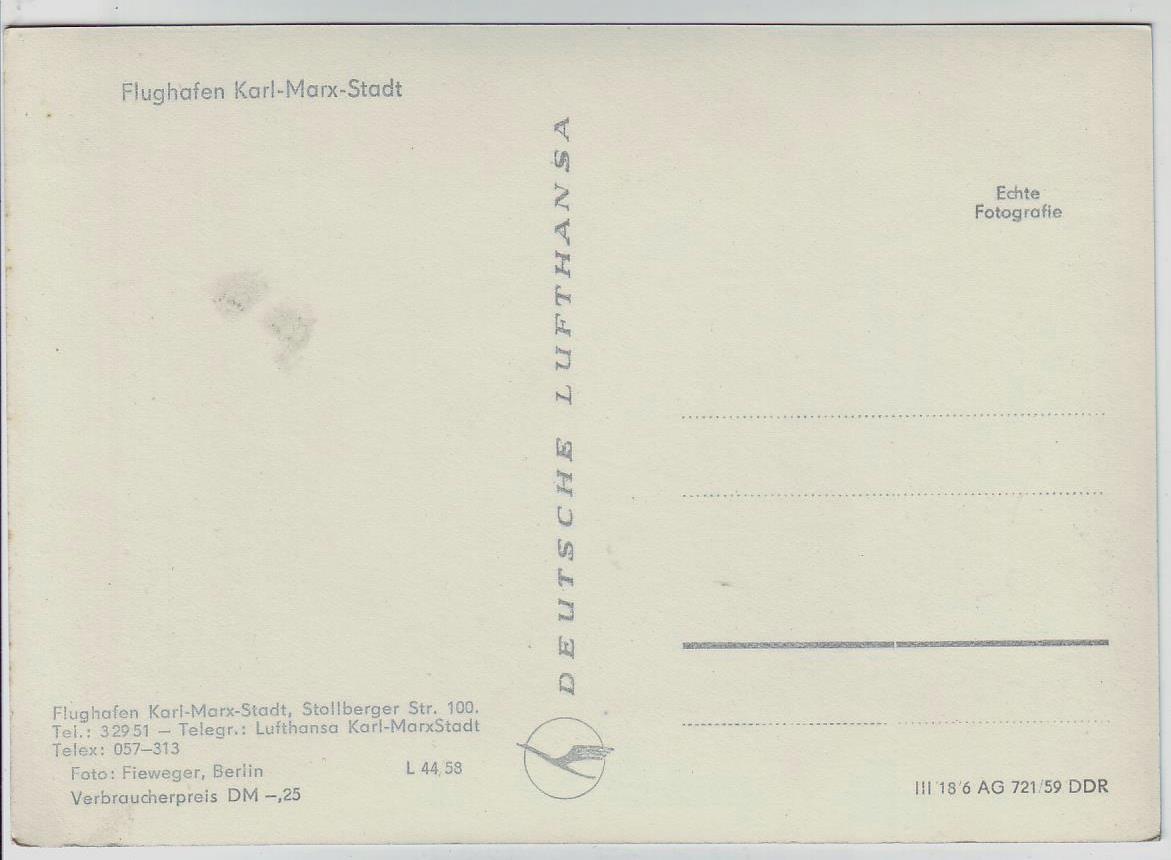 Flughafen Karl-Marx-Stadt
Flughafen Karl-Marx-Stadt, Stollberger Str. 100.
Tel.: 32951 — Telegr.: Lufthansa Karl-MarxStadt
Telex: 057–313
Foto: Fieweger, Berlin
L 44/58
Verbraucherpreis DM –,25
DEUTSCHE LUFTHANSA
Echte
Fotografie
III 18 6 AG 721/59 DDR